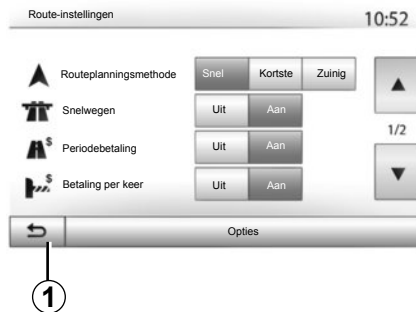 Route-instellingen 10:52
Routeplanningsmethode Snel Kortste Zuinig
Snelwegen Uit Aan
1/2
$ Periodebetaling Uit Aan
$ Betaling per keer Uit Aan
Opties
1